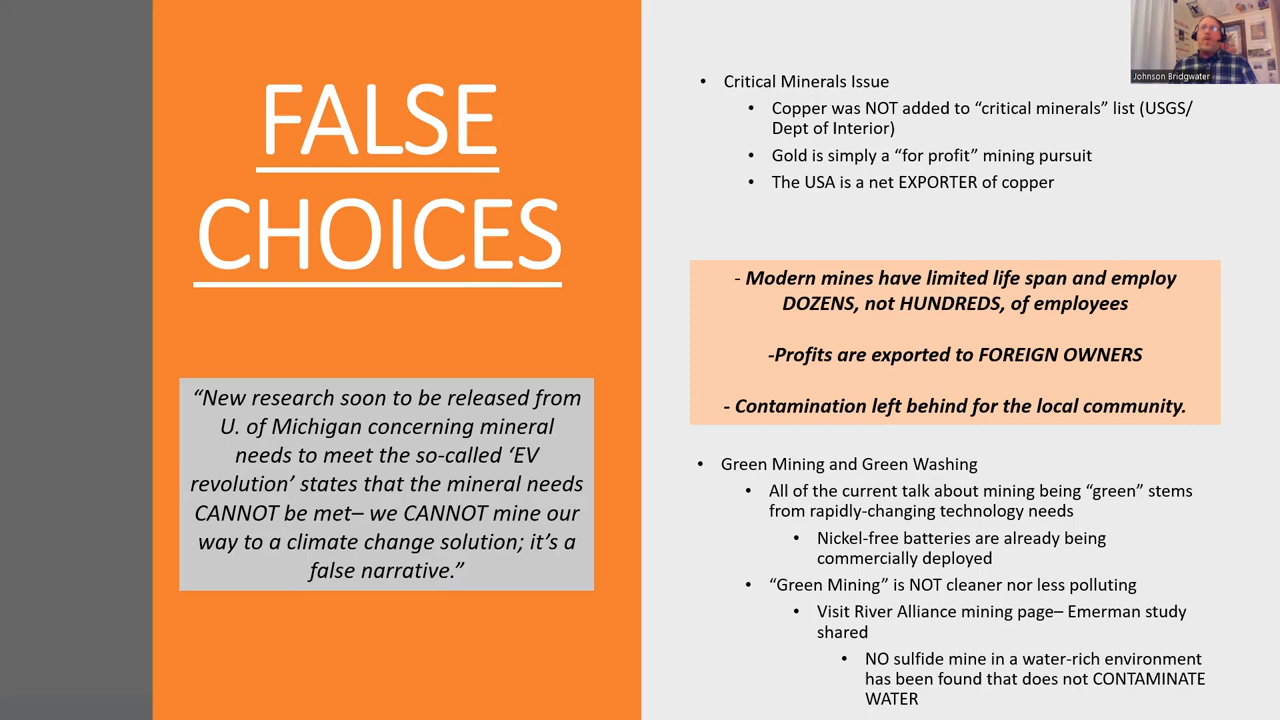 FALSE
CHOICES
“New research soon to be released from
U. of Michigan concerning mineral
needs to meet the so-called ‘EV
revolution’ states that the mineral needs
CANNOT be met– we CANNOT mine our
way to a climate change solution; it’s a
false narrative.”
Johnson Bridgwater
• Critical Minerals Issue
• Copper was NOT added to “critical minerals” list (USGS/
Dept of Interior)
• Gold is simply a “for profit” mining pursuit
• The USA is a net EXPORTER of copper
- Modern mines have limited life span and employ
DOZENS, not HUNDREDS, of employees
-Profits are exported to FOREIGN OWNERS
- Contamination left behind for the local community.
• Green Mining and Green Washing
• All of the current talk about mining being “green” stems
from rapidly-changing technology needs
• Nickel-free batteries are already being
commercially deployed
• “Green Mining” is NOT cleaner nor less polluting
• Visit River Alliance mining page– Emerman study
shared
• NO sulfide mine in a water-rich environment
has been found that does not CONTAMINATE
WATER